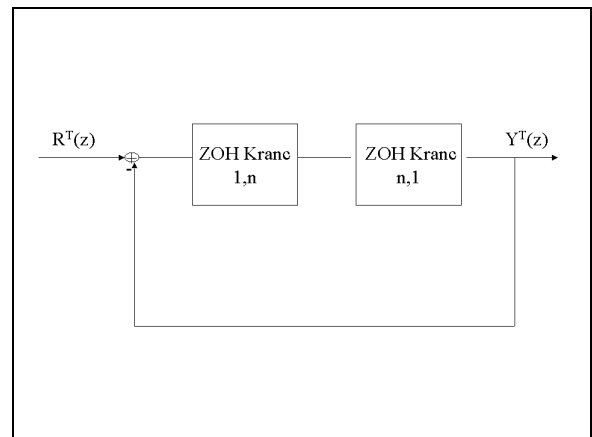 R^T(z)
ZOH Kranc
1,n
ZOH Kranc
n,1
Y^T(z)
-